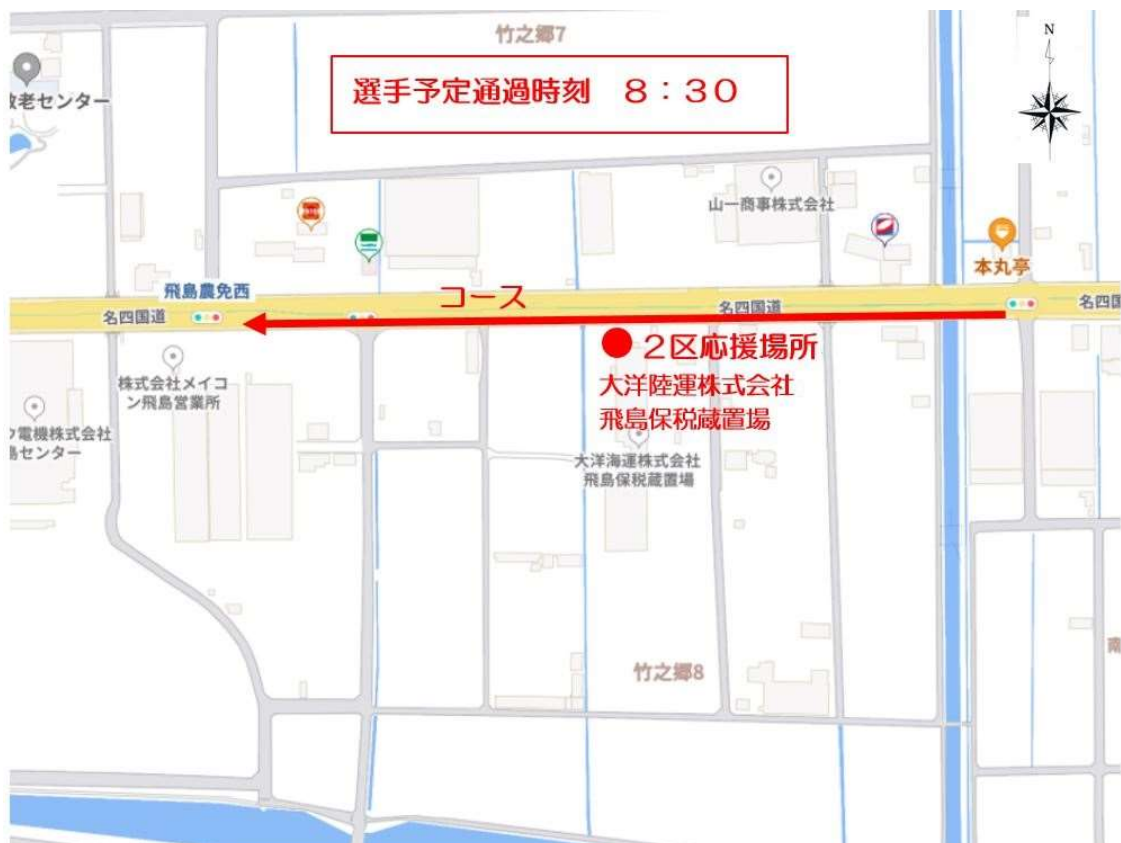 竹之郷7
N
選手予定通過時刻　８：３０
敬老センター
山一商事株式会社
本丸亭
飛島農免西
コース
名四国道
名四国道
名四国
● ２区応援場所
大洋陸運株式会社
飛島保税蔵置場
株式会社メイコ
ン飛島営業所
電機株式会社
島センター
大洋海運株式会社
飛島保税蔵置場
竹之郷8
南